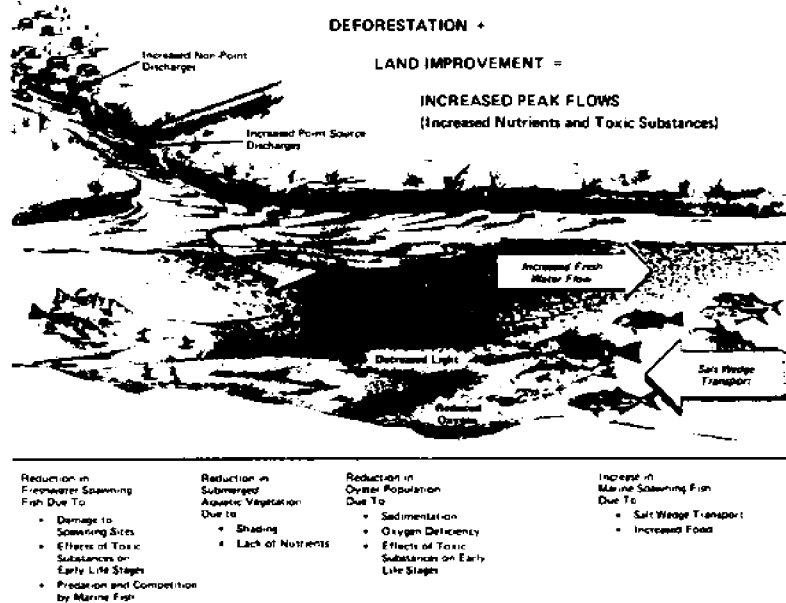 DEFORESTATION +
LAND IMPROVEMENT =
INCREASED PEAK FLOWS
(Increased Nutrients and Toxic Substances)
Increased Non-Point
Discharges
Increased Point Source
Discharges
Increased Fresh
Water Flow
Decreased Light
Salt Wedge
Transport
Reduced
Oxygen
Reduction in
Freshwater Spawning
Fish Due To
• Damage to
Spawning Sites
• Effects of Toxic
Substances on
Early Life Stages
• Predation and Competition
by Marine Fish
Reduction in
Submerged
Aquatic Vegetation
Due to
• Shading
• Lack of Nutrients
Reduction in
Oyster Population
Due To
• Sedimentation
• Oxygen Deficiency
• Effects of Toxic
Substances on Early
Life Stages
Increase in
Marine Spawning Fish
Due To
• Salt Wedge Transport
• Increased Food